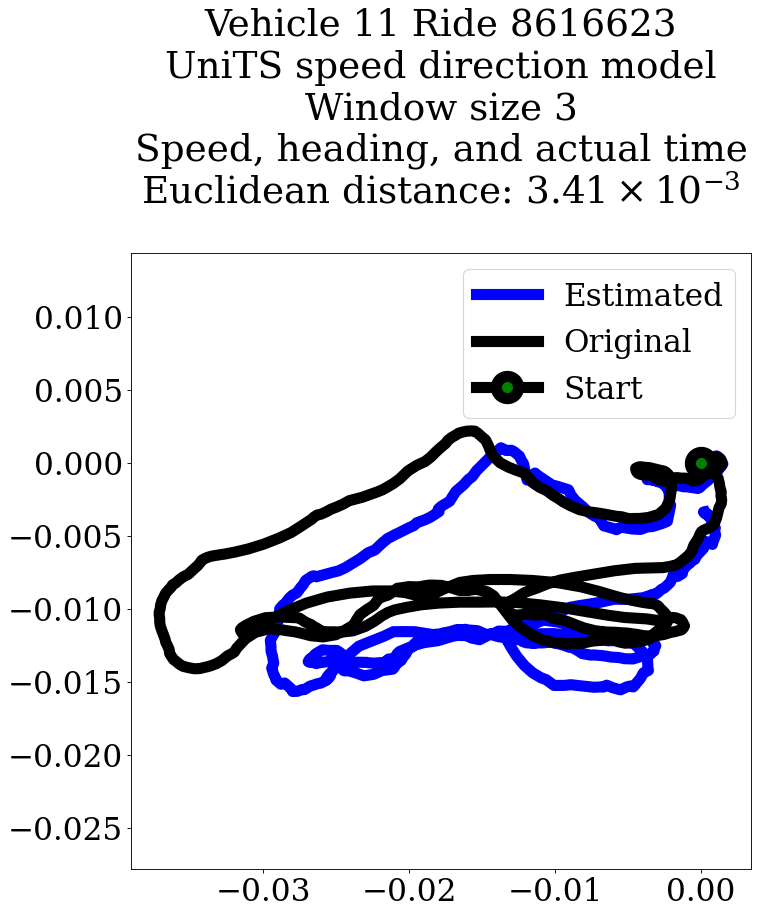 Vehicle 11 Ride 8616623
UniTS speed direction model
Window size 3
Speed, heading, and actual time
Euclidean distance: 3.41 × 10⁻³
Estimated
Original
Start
0.010
0.005
0.000
−0.005
−0.010
−0.015
−0.020
−0.025
−0.03 −0.02 −0.01 0.00